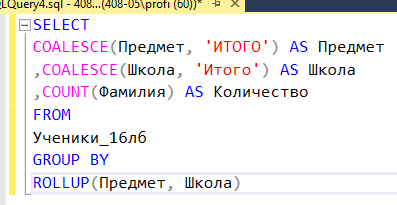 LQuery4.sql - 408...(408-05\profi (60))*
SELECT
COALESCE(Предмет, 'ИТОГО') AS Предмет
,COALESCE(Школа, 'Итого') AS Школа
,COUNT(Фамилия) AS Количество
FROM
Ученики_16лб
GROUP BY
ROLLUP(Предмет, Школа)